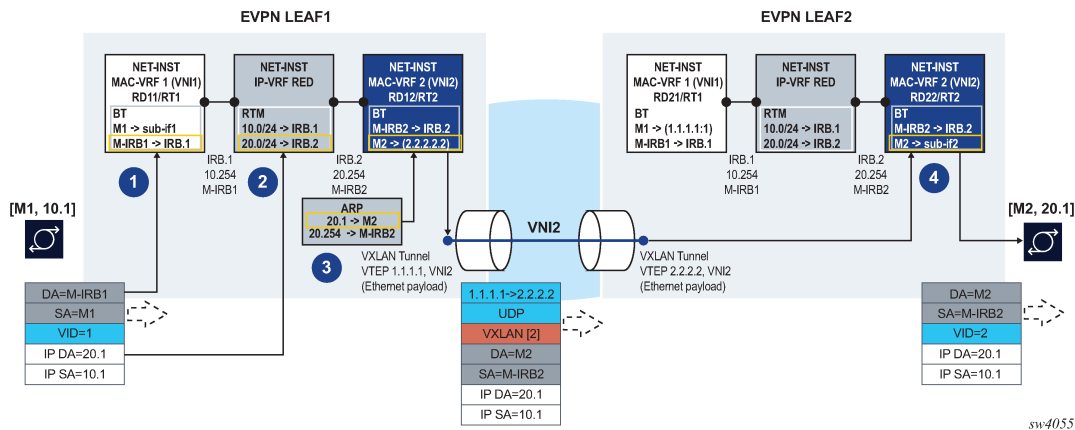 EVPN LEAF1
EVPN LEAF2
NET-INST
MAC-VRF 1 (VNI1)
RD11/RT1
BT
M1 -> sub-if1
M-IRB1 -> IRB.1
NET-INST
IP-VRF RED
RTM
10.0/24 -> IRB.1
20.0/24 -> IRB.2
NET-INST
MAC-VRF 2 (VNI2)
RD12/RT2
BT
M-IRB2 -> IRB.2
M2 -> (2.2.2.2)
NET-INST
MAC-VRF 1 (VNI1)
RD21/RT1
BT
M1 -> (1.1.1.1:1)
M-IRB1 -> IRB.1
NET-INST
IP-VRF RED
RTM
10.0/24 -> IRB.1
20.0/24 -> IRB.2
NET-INST
MAC-VRF 2 (VNI2)
RD22/RT2
BT
M-IRB2 -> IRB.2
M2 -> sub-if2
1
IRB.1
10.254
M-IRB1
2
IRB.2
20.254
M-IRB2
IRB.1
10.254
M-IRB1
IRB.2
20.254
M-IRB2
4
[M1, 10.1]
[M2, 20.1]
ARP
20.1 -> M2
20.254 -> M-IRB2
3
VNI2
VXLAN Tunnel
VTEP 1.1.1.1, VNI2
(Ethernet payload)
VXLAN Tunnel
VTEP 2.2.2.2, VNI2
(Ethernet payload)
DA=M-IRB1
SA=M1
VID=1
IP DA=20.1
IP SA=10.1
1.1.1.1->2.2.2.2
UDP
VXLAN [2]
DA=M2
SA=M-IRB2
IP DA=20.1
IP SA=10.1
DA=M2
SA=M-IRB2
VID=2
IP DA=20.1
IP SA=10.1
sw4055